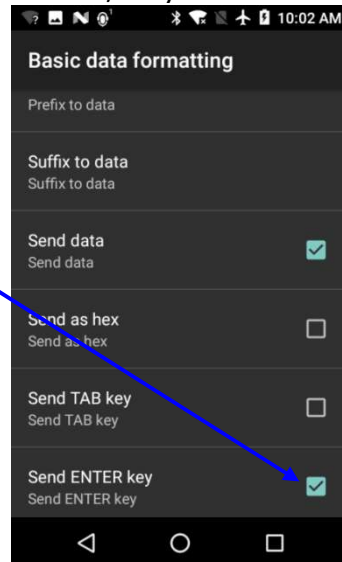 10:02 AM
Basic data formatting
Prefix to data
Suffix to data
Suffix to data
Send data
Send data
Send as hex
Send as hex
Send TAB key
Send TAB key
Send ENTER key
Send ENTER key